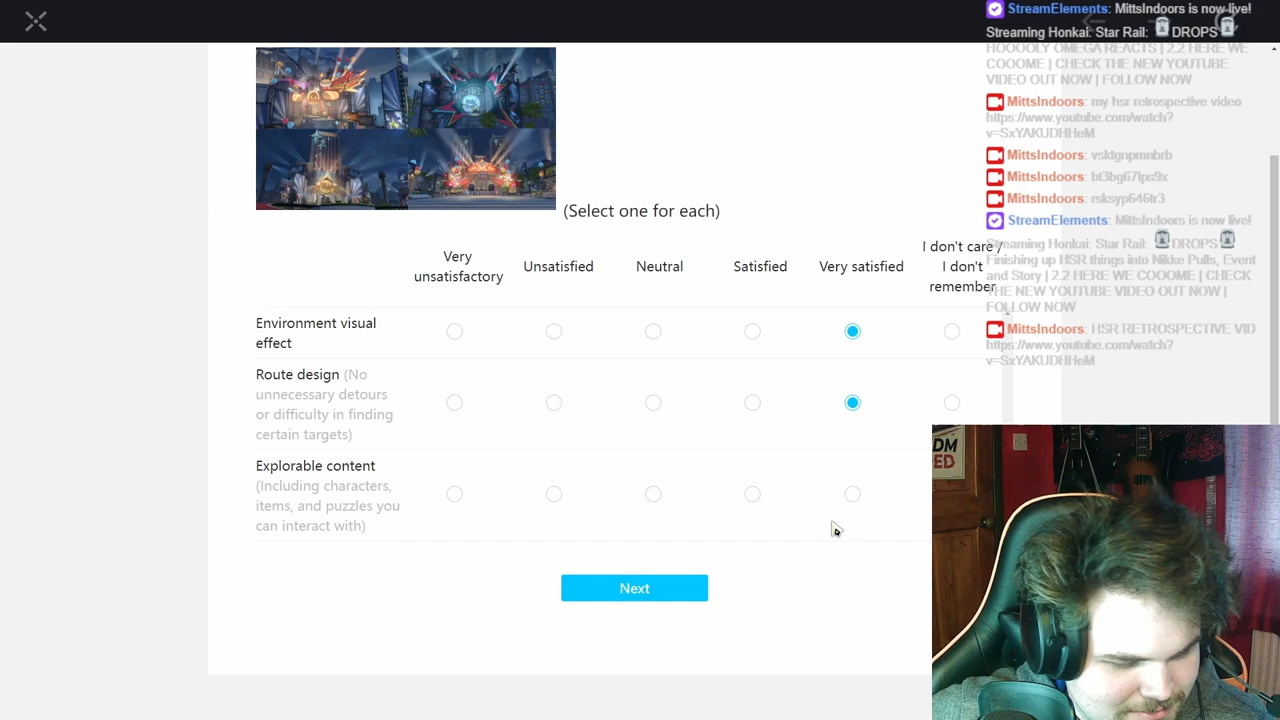 StreamElements: MittsIndoors is now live!
Streaming Honkai: Star Rail: DROPS
HOOOOLY OMEGA REACTS | 2.2 HERE WE
COOOME | CHECK THE NEW YOUTUBE
VIDEO OUT NOW | FOLLOW NOW
MittsIndoors: my hsr retrospective video
https://www.youtube.com/watch?
v=SxYAKUDHHeM
MittsIndoors: vsktgnpmnbrb
MittsIndoors: bt3bg67lps9x
MittsIndoors: rsksyp646tr3
StreamElements: MittsIndoors is now live!
Streaming Honkai: Star Rail: DROPS
Finishing up HSR things into Nikke Pulls, Event
and Story | 2.2 HERE WE COOOME | CHECK
THE NEW YOUTUBE VIDEO OUT NOW |
FOLLOW NOW
MittsIndoors: HSR RETROSPECTIVE VID
https://www.youtube.com/watch?
v=SxYAKUDHHeM
(Select one for each)
Very
unsatisfactory
Unsatisfied
Neutral
Satisfied
Very satisfied
I don't care /
I don't
remember
Environment visual
effect
Route design (No
unnecessary detours
or difficulty in finding
certain targets)
Explorable content
(Including characters,
items, and puzzles you
can interact with)
Next
DM
ED